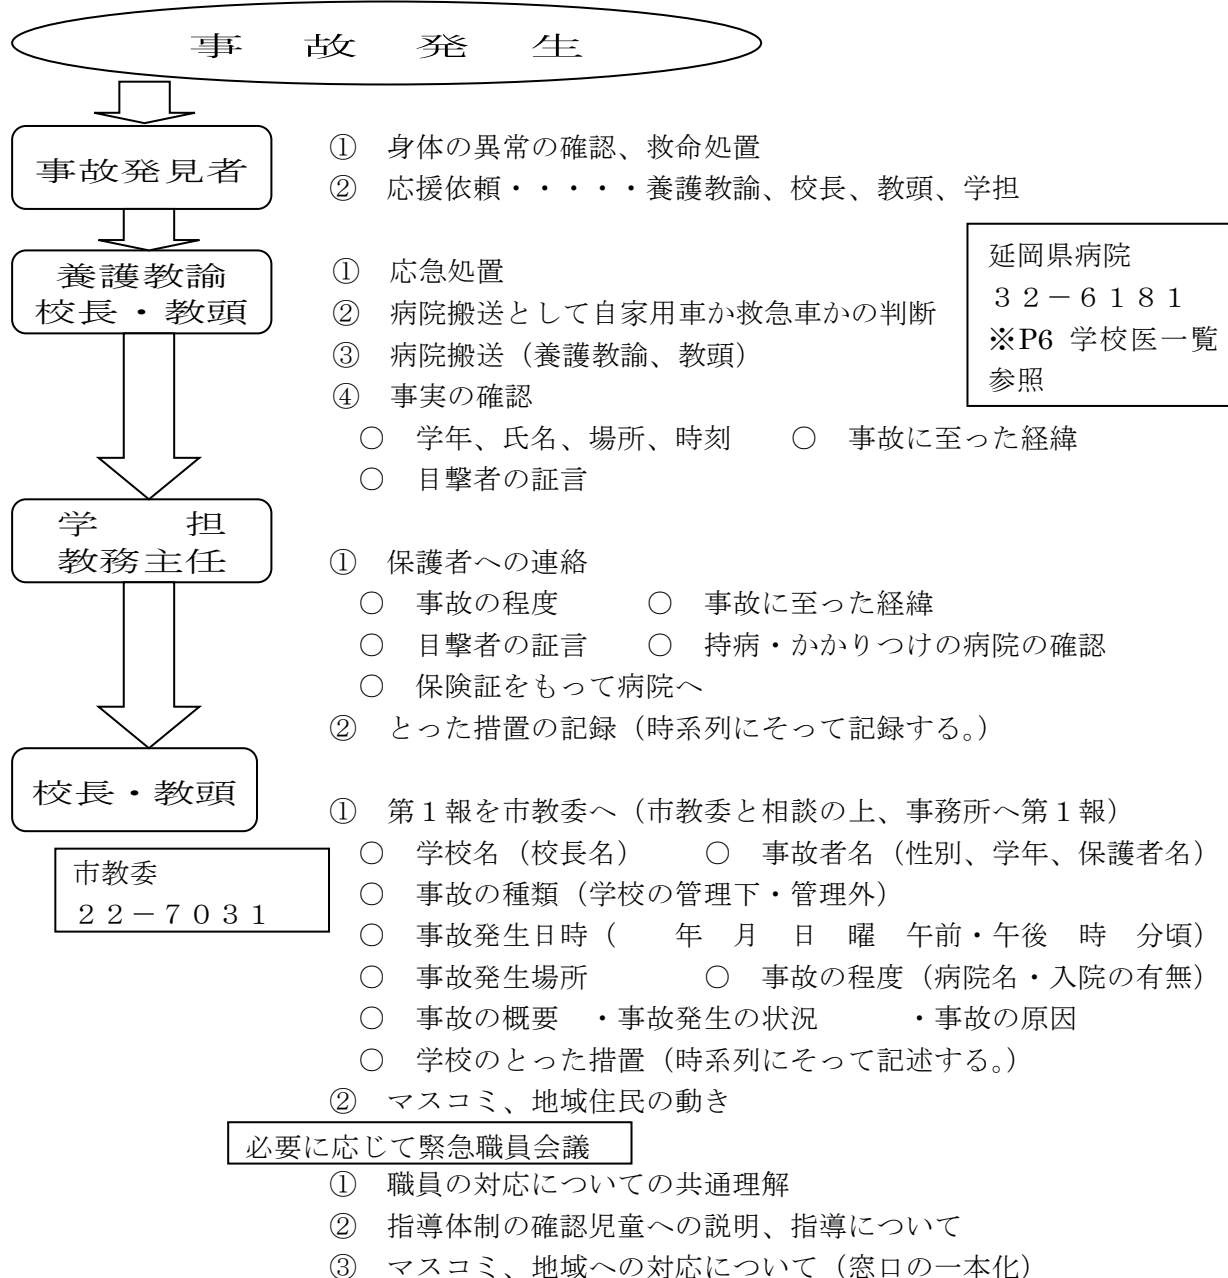 事　故　発　生
事故発見者
①　身体の異常の確認、救命処置
②　応援依頼・・・・・養護教諭、校長、教頭、学担
養護教諭
校長・教頭
①　応急処置
②　病院搬送として自家用車か救急車かの判断
③　病院搬送（養護教諭、教頭）
④　事実の確認
○　学年、氏名、場所、時刻　　○　事故に至った経緯
○　目撃者の証言
延岡県病院
３２－６１８１
※P6 学校医一覧
参照
学　　担
教務主任
①　保護者への連絡
○　事故の程度　　　○　事故に至った経緯
○　目撃者の証言　　○　持病・かかりつけの病院の確認
○　保険証をもって病院へ
②　とった措置の記録（時系列にそって記録する。）
校長・教頭
①　第１報を市教委へ（市教委と相談の上、事務所へ第１報）
○　学校名（校長名）　　○　事故者名（性別、学年、保護者名）
○　事故の種類（学校の管理下・管理外）
○　事故発生日時（　　年　月　日　曜　午前・午後　時　分頃）
○　事故発生場所　　　　○　事故の程度（病院名・入院の有無）
○　事故の概要　・事故発生の状況　　　・事故の原因
○　学校のとった措置（時系列にそって記述する。）
②　マスコミ、地域住民の動き
市教委
２２－７０３１
必要に応じて緊急職員会議
①　職員の対応についての共通理解
②　指導体制の確認児童への説明、指導について
③　マスコミ、地域への対応について（窓口の一本化）